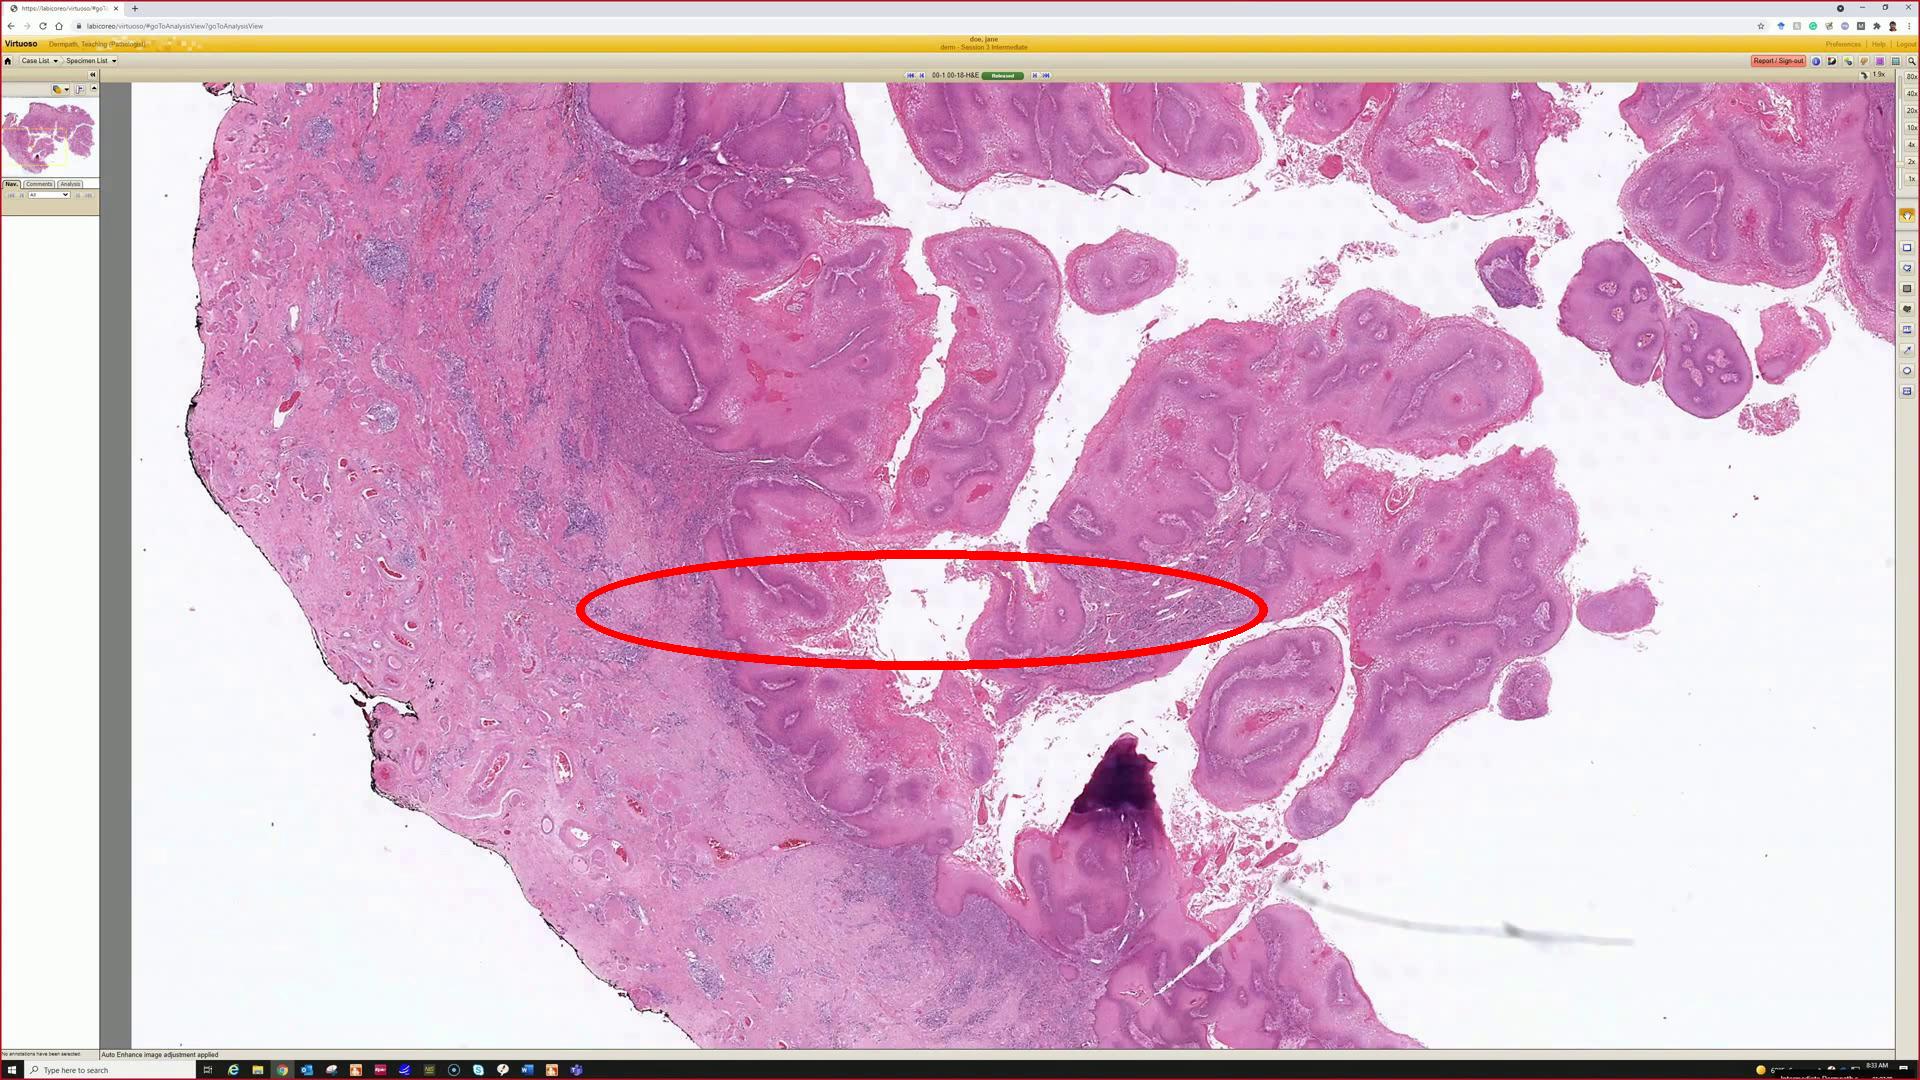 https://labicoreo/virtuoso/#goTo
labicoreo/virtuoso/#goToAnalysisView?goToAnalysisView
Virtuoso
Dermpath, Teaching (Pathologist)
doe, jane
derm - Session 3 Intermediate
Preferences | Help | Logout
Case List
Specimen List
Report / Sign-out
00-1 00-18-H&E
Released
1.9x
80x
40x
20x
10x
4x
2x
1x
Nav.
Comments
Analysis
All
No annotations have been selected.
Auto Enhance image adjustment applied
Type here to search
8:33 AM